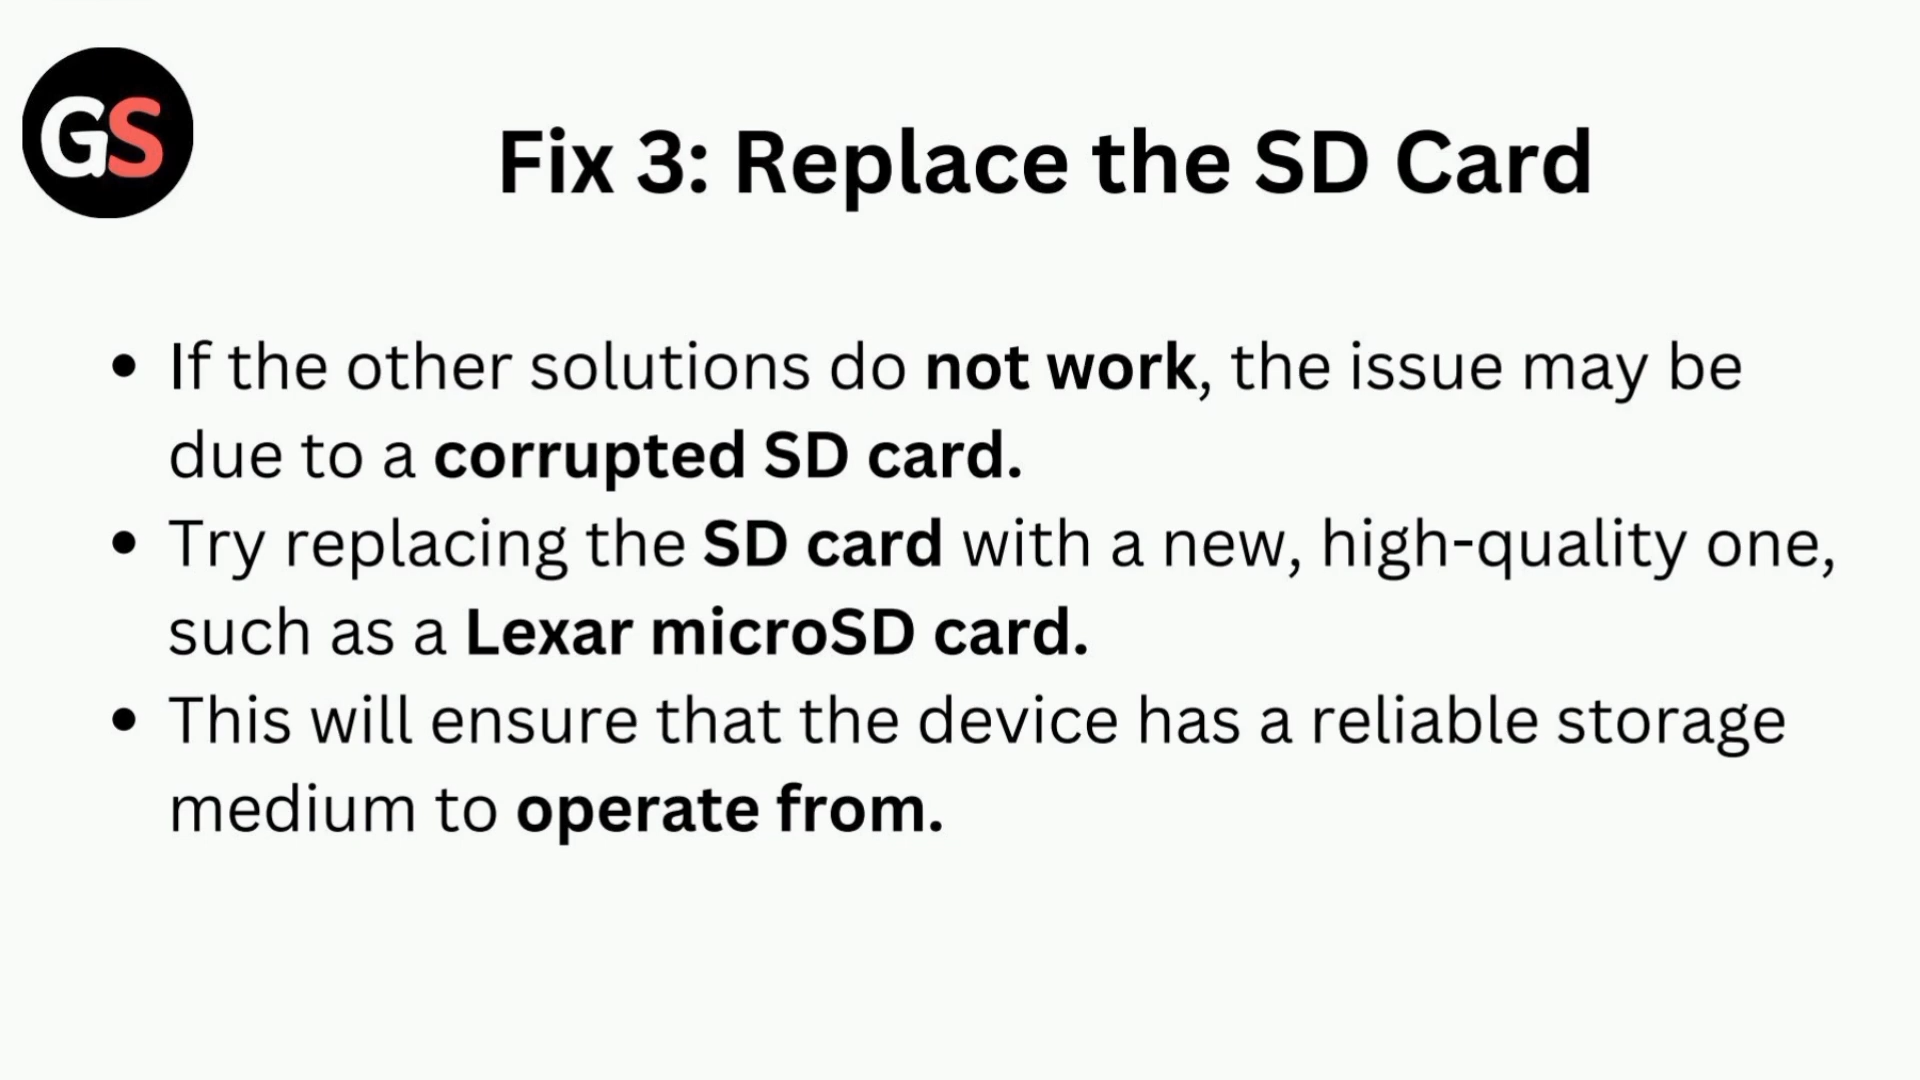 GS
Fix 3: Replace the SD Card
• If the other solutions do not work, the issue may be
due to a corrupted SD card.
• Try replacing the SD card with a new, high-quality one,
such as a Lexar microSD card.
• This will ensure that the device has a reliable storage
medium to operate from.